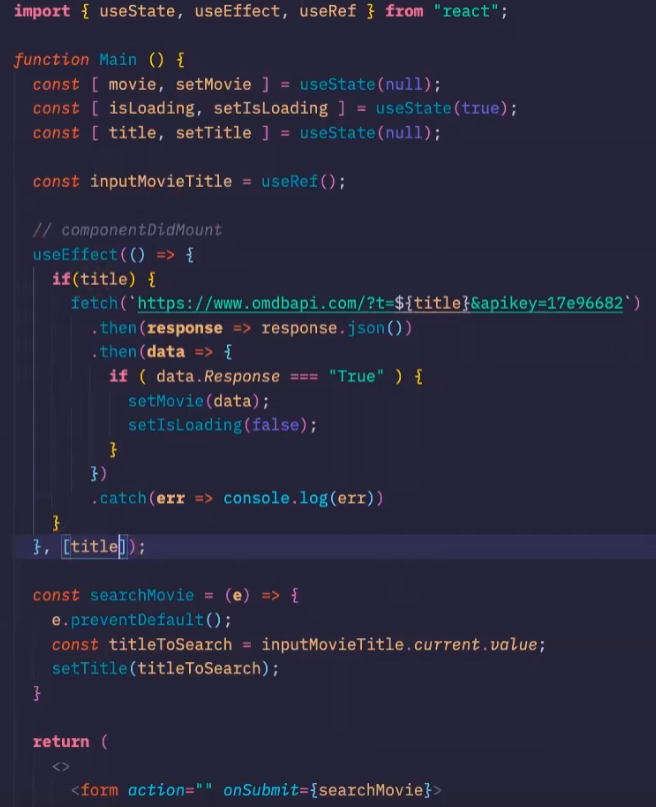 import { useState, useEffect, useRef } from "react";
function Main () {
const [ movie, setMovie ] = useState(null);
const [ isLoading, setIsLoading ] = useState(true);
const [ title, setTitle ] = useState(null);
const inputMovieTitle = useRef();
// componentDidMount
useEffect(() => {
if(title) {
fetch(`https://www.omdbapi.com/?t=${title}&apikey=17e96682`)
.then(response => response.json())
.then(data => {
if ( data.Response === "True" ) {
setMovie(data);
setIsLoading(false);
}
})
.catch(err => console.log(err))
}
}, [title]);
const searchMovie = (e) => {
e.preventDefault();
const titleToSearch = inputMovieTitle.current.value;
setTitle(titleToSearch);
}
return (
<>
<form action="" onSubmit={searchMovie}>